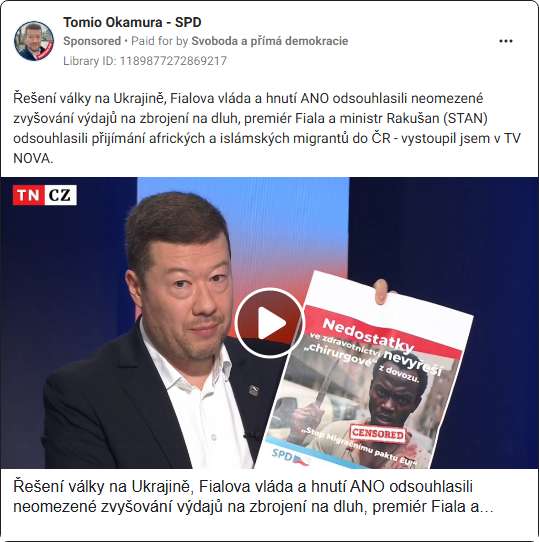 Tomio Okamura - SPD
Sponsored • Paid for by Svoboda a přímá demokracie
Library ID: 1189877272869217
Řešení války na Ukrajině, Fialova vláda a hnutí ANO odsouhlasili neomezené
zvyšování výdajů na zbrojení na dluh, premiér Fiala a ministr Rakušan (STAN)
odsouhlasili přijímání afrických a islámských migrantů do ČR - vystoupil jsem v TV
NOVA.
TN CZ
Nedostatky
ve zdravotnictví nevyřeší
„chirurgové" z dovozu.
CENSORED
„Stop Migračnímu paktu EU!"
SPD
Řešení války na Ukrajině, Fialova vláda a hnutí ANO odsouhlasili
neomezené zvyšování výdajů na zbrojení na dluh, premiér Fiala a…